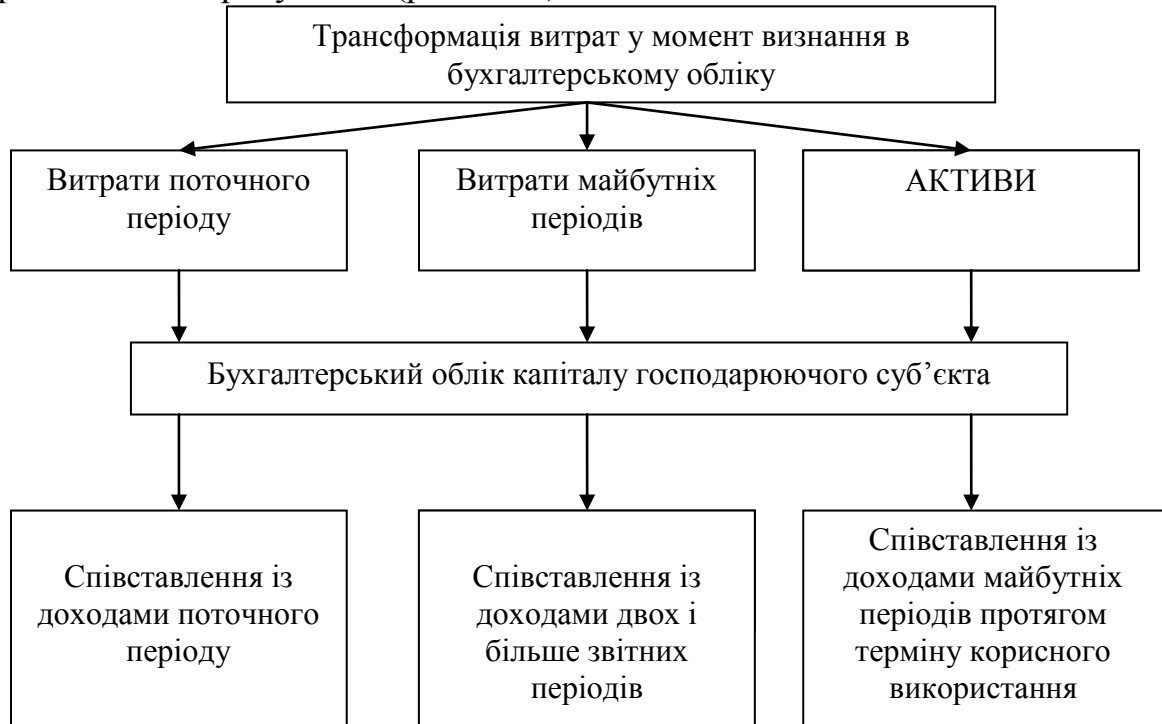 Трансформація витрат у момент визнання в
бухгалтерському обліку
Витрати поточного
періоду
Витрати майбутніх
періодів
АКТИВИ
Бухгалтерський облік капіталу господарюючого суб’єкта
Співставлення із
доходами поточного
періоду
Співставлення із
доходами двох і
більше звітних
періодів
Співставлення із
доходами майбутніх
періодів протягом
терміну корисного
використання